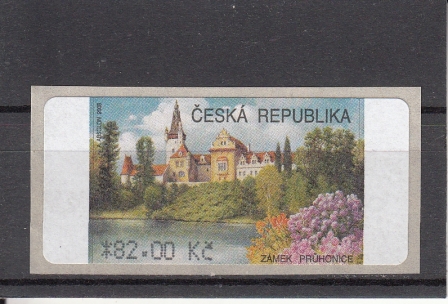 ČESKÁ REPUBLIKA
*82.00 Kč
ZÁMEK PRŮHONICE